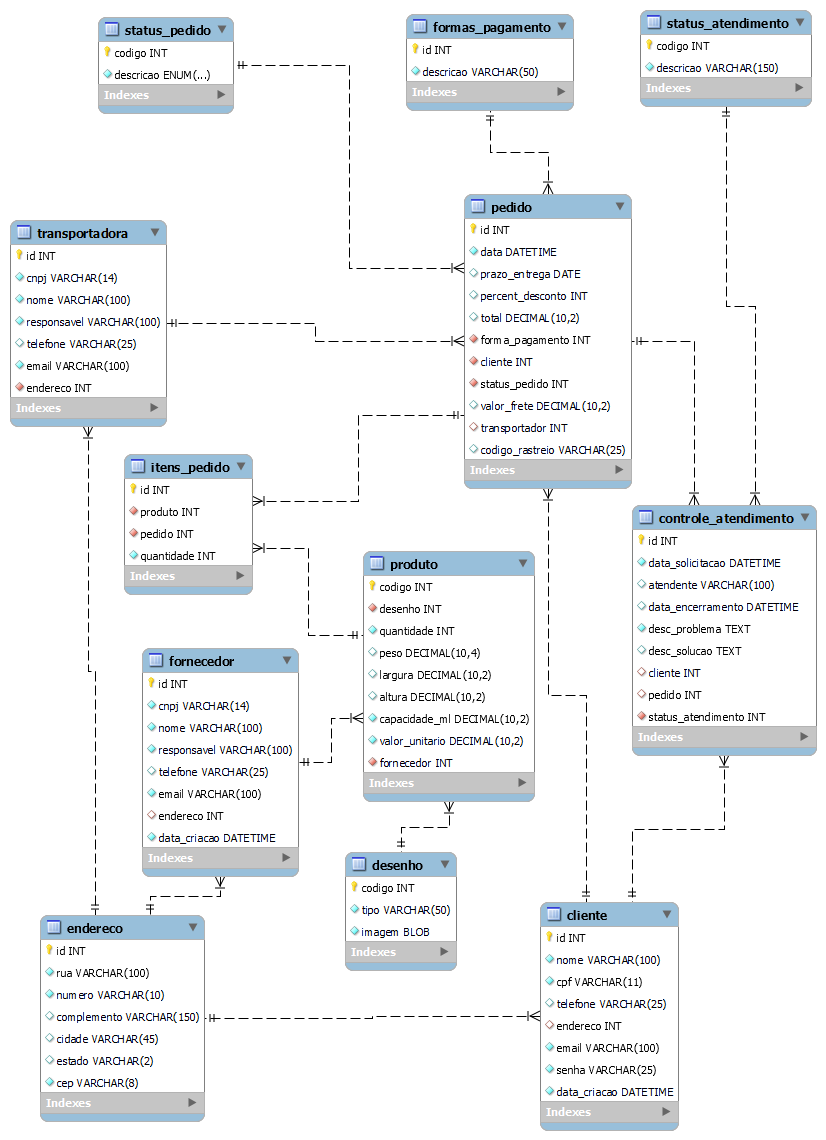 status_pedido
codigo INT
descricao ENUM(...)
Indexes
formas_pagamento
id INT
descricao VARCHAR(50)
Indexes
status_atendimento
codigo INT
descricao VARCHAR(150)
Indexes
transportadora
id INT
cnpj VARCHAR(14)
nome VARCHAR(100)
responsavel VARCHAR(100)
telefone VARCHAR(25)
email VARCHAR(100)
endereco INT
Indexes
pedido
id INT
data DATETIME
prazo_entrega DATE
percent_desconto INT
total DECIMAL(10,2)
forma_pagamento INT
cliente INT
status_pedido INT
valor_frete DECIMAL(10,2)
transportador INT
codigo_rastreio VARCHAR(25)
Indexes
itens_pedido
id INT
produto INT
pedido INT
quantidade INT
Indexes
controle_atendimento
id INT
data_solicitacao DATETIME
atendente VARCHAR(100)
data_encerramento DATETIME
desc_problema TEXT
desc_solucao TEXT
cliente INT
pedido INT
status_atendimento INT
Indexes
produto
codigo INT
desenho INT
quantidade INT
peso DECIMAL(10,4)
largura DECIMAL(10,2)
altura DECIMAL(10,2)
capacidade_ml DECIMAL(10,2)
valor_unitario DECIMAL(10,2)
fornecedor INT
Indexes
fornecedor
id INT
cnpj VARCHAR(14)
nome VARCHAR(100)
responsavel VARCHAR(100)
telefone VARCHAR(25)
email VARCHAR(100)
endereco INT
data_criacao DATETIME
Indexes
desenho
codigo INT
tipo VARCHAR(50)
imagem BLOB
Indexes
endereco
id INT
rua VARCHAR(100)
numero VARCHAR(10)
complemento VARCHAR(150)
cidade VARCHAR(45)
estado VARCHAR(2)
cep VARCHAR(8)
Indexes
cliente
id INT
nome VARCHAR(100)
cpf VARCHAR(11)
telefone VARCHAR(25)
endereco INT
email VARCHAR(100)
senha VARCHAR(25)
data_criacao DATETIME
Indexes